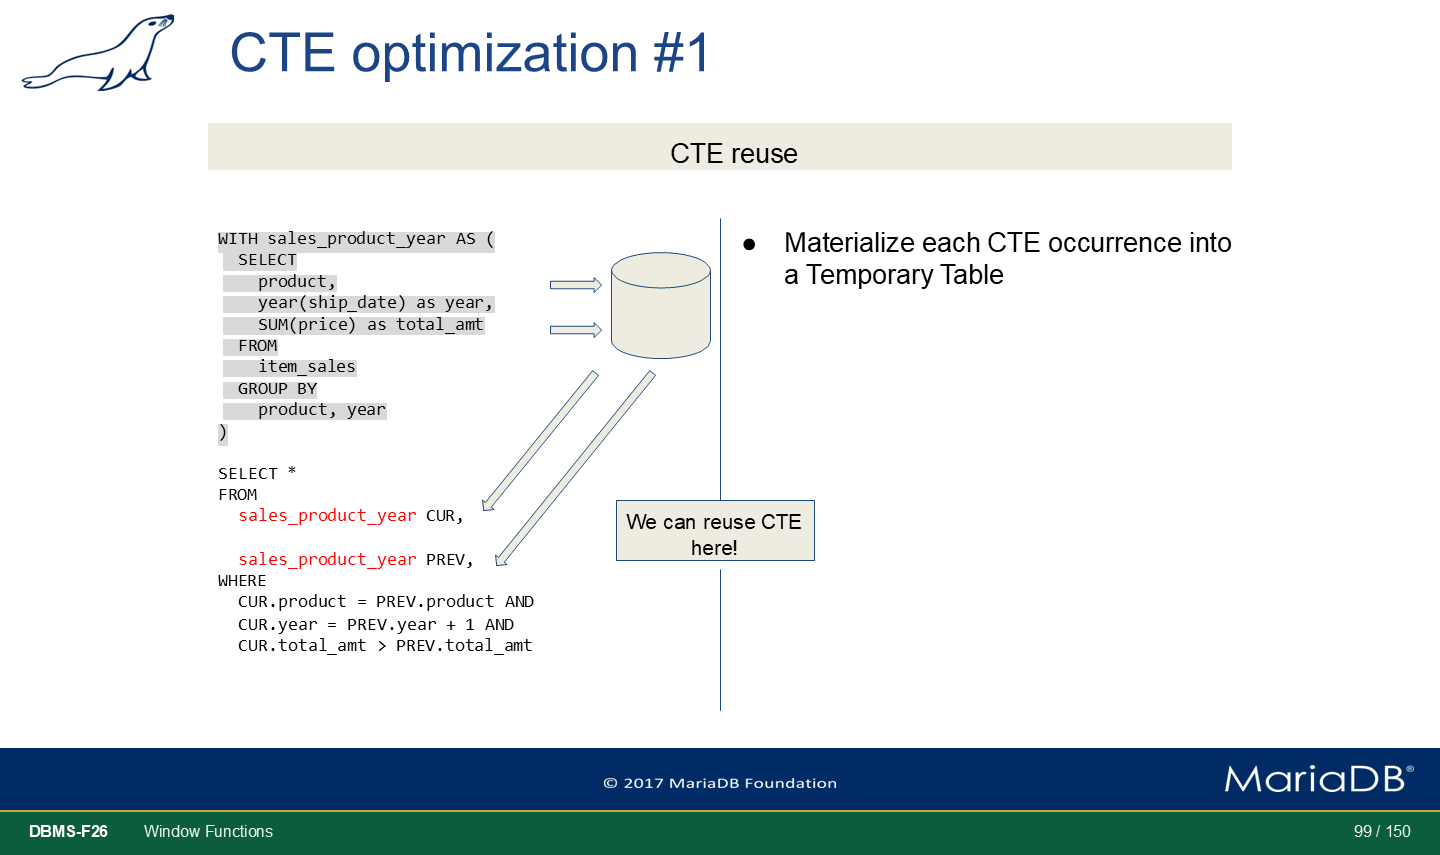 CTE optimization #1
CTE reuse
WITH sales_product_year AS (
SELECT
product,
year(ship_date) as year,
SUM(price) as total_amt
FROM
item_sales
GROUP BY
product, year
)
SELECT *
FROM
sales_product_year CUR,
sales_product_year PREV,
WHERE
CUR.product = PREV.product AND
CUR.year = PREV.year + 1 AND
CUR.total_amt > PREV.total_amt
● Materialize each CTE occurrence into
a Temporary Table
We can reuse CTE
here!
© 2017 MariaDB Foundation
MariaDB®
DBMS-F26 Window Functions 99 / 150